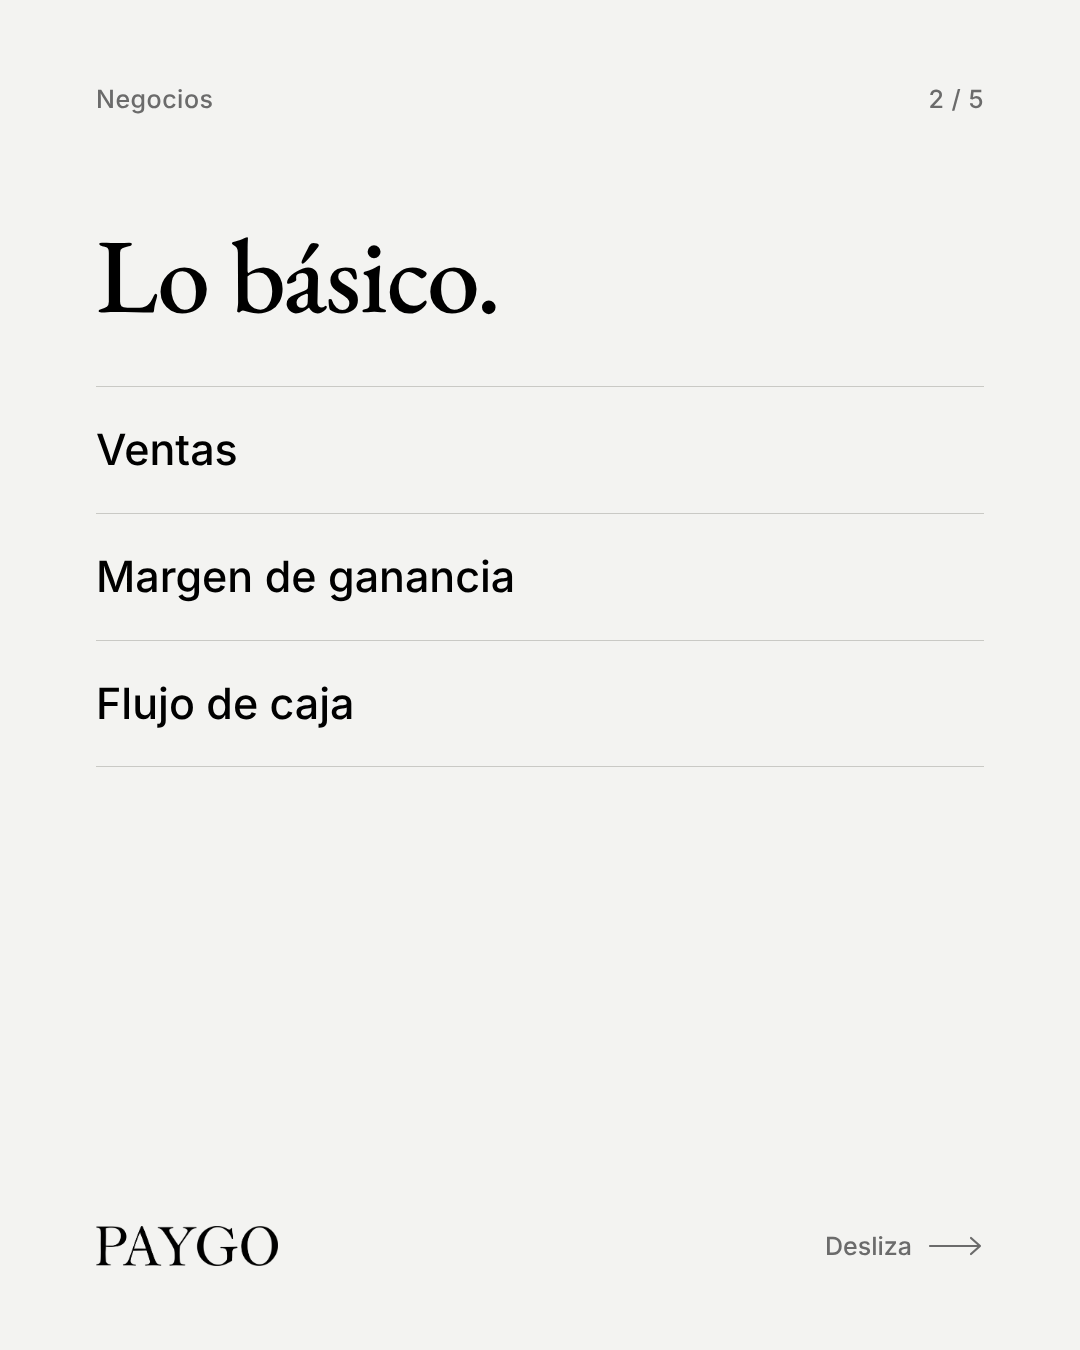 Negocios
2 / 5
Lo básico.
Ventas
Margen de ganancia
Flujo de caja
PAYGO
Desliza